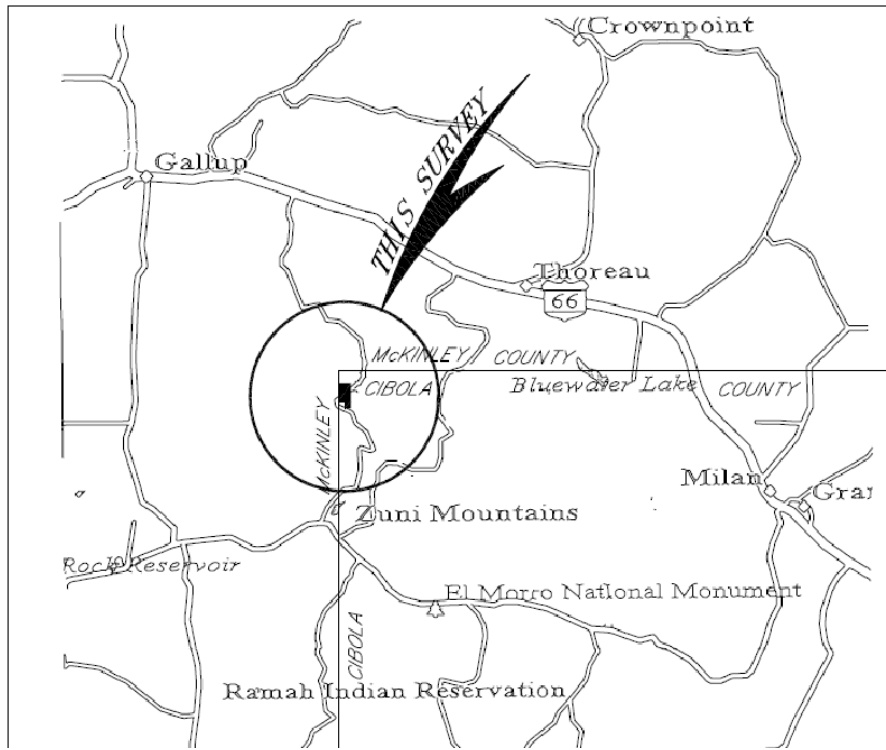 Crownpoint
Gallup
THIS SURVEY
Thoreau
66
McKINLEY COUNTY
CIBOLA
Bluewater Lake
COUNTY
McKINLEY
Milan
Gran
Zuni Mountains
Rock Reservoir
El Morro National Monument
CIBOLA
Ramah Indian Reservation